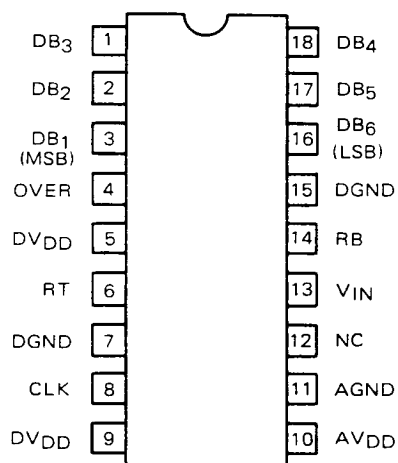 DB3 1 18 DB4
DB2 2 17 DB5
DB1 3 16 DB6
(MSB) (LSB)
OVER 4 15 DGND
DVDD 5 14 RB
RT 6 13 VIN
DGND 7 12 NC
CLK 8 11 AGND
DVDD 9 10 AVDD